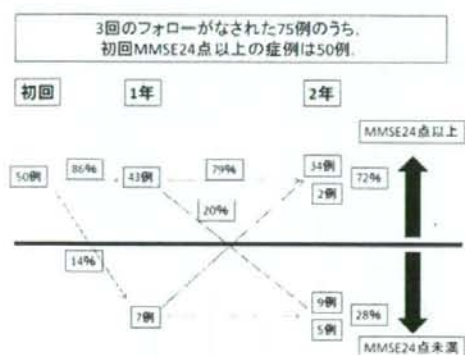 3回のフォローがなされた75例のうち、
初回MMSE24点以上の症例は50例.
初回
1年
2年
MMSE24点以上
50例
86%
43例
79%
34例
2例
72%
20%
14%
7例
9例
5例
28%
MMSE24点未満